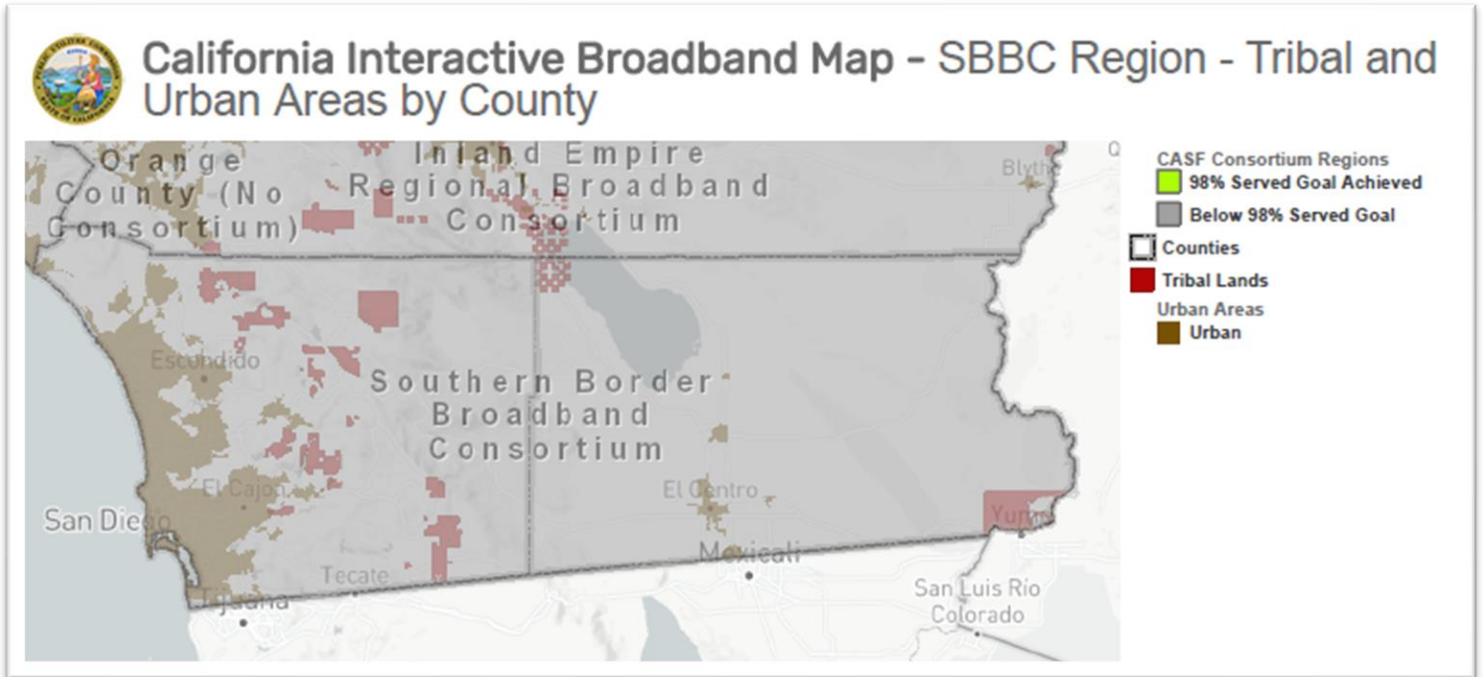 California Interactive Broadband Map – SBBC Region - Tribal and
Urban Areas by County
Orange
County (No
Consortium)
Inland Empire
Regional Broadband
Consortium
Blythe
Q
CASF Consortium Regions
98% Served Goal Achieved
Below 98% Served Goal
Counties
Tribal Lands
Urban Areas
Urban
Escondido
Southern Border
Broadband
Consortium
El Cajon
El Centro
San Diego
Yuma
Mexicali
Tecate
Tijuana
San Luis Río
Colorado